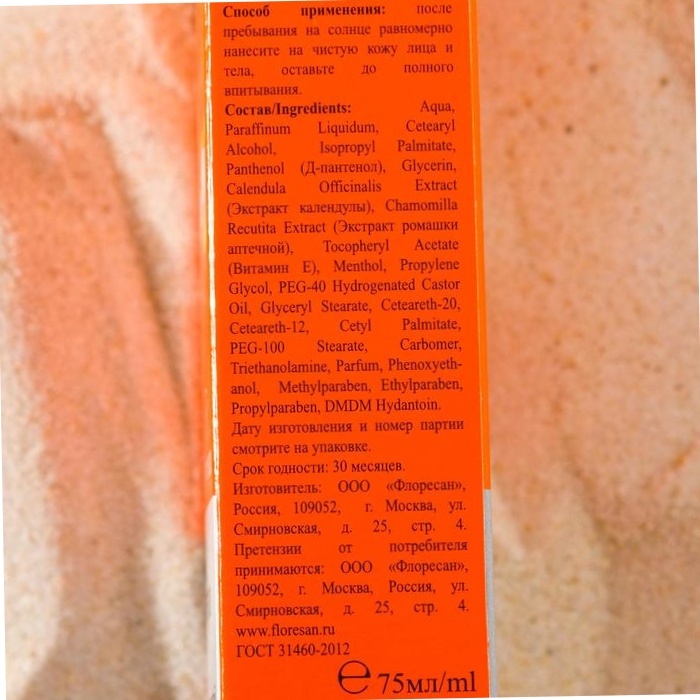 Способ применения: после
пребывания на солнце равномерно
нанесите на чистую кожу лица и
тела, оставьте до полного
впитывания.
Состав/Ingredients: Aqua,
Paraffinum Liquidum, Cetearyl
Alcohol, Isopropyl Palmitate,
Panthenol (Д-пантенол), Glycerin,
Calendula Officinalis Extract
(Экстракт календулы), Chamomilla
Recutita Extract (Экстракт ромашки
аптечной), Tocopheryl Acetate
(Витамин Е), Menthol, Propylene
Glycol, PEG-40 Hydrogenated Castor
Oil, Glyceryl Stearate, Ceteareth-20,
Ceteareth-12, Cetyl Palmitate,
PEG-100 Stearate, Carbomer,
Triethanolamine, Parfum, Phenoxyeth-
anol, Methylparaben, Ethylparaben,
Propylparaben, DMDM Hydantoin.
Дату изготовления и номер партии
смотрите на упаковке.
Срок годности: 30 месяцев.
Изготовитель: ООО «Флоресан»,
Россия, 109052, г. Москва, ул.
Смирновская, д. 25, стр. 4.
Претензии от потребителя
принимаются: ООО «Флоресан»,
109052, г. Москва, Россия, ул.
Смирновская, д. 25, стр. 4.
www.floresan.ru
ГОСТ 31460-2012
℮ 75мл/ml